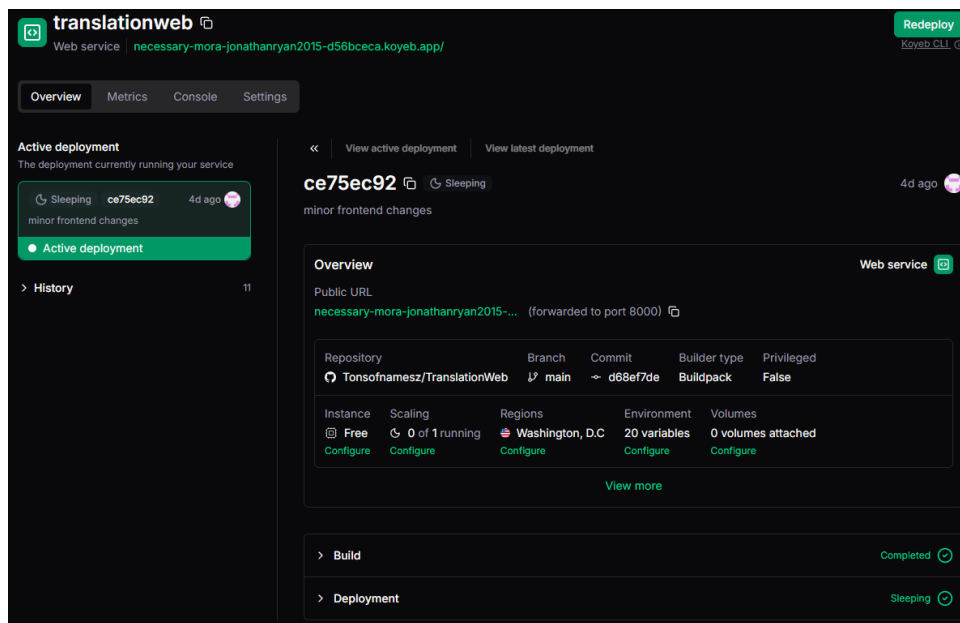 translationweb
Web service necessary-mora-jonathanryan2015-d56bceca.koyeb.app/
Redeploy
Koyeb CLI
Overview Metrics Console Settings
Active deployment
The deployment currently running your service
Sleeping ce75ec92 4d ago
minor frontend changes
Active deployment
History 11
« View active deployment View latest deployment
ce75ec92 Sleeping 4d ago
minor frontend changes
Overview Web service
Public URL
necessary-mora-jonathanryan2015-... (forwarded to port 8000)
Repository Branch Commit Builder type Privileged
Tonsofnamesz/TranslationWeb main d68ef7de Buildpack False
Instance Scaling Regions Environment Volumes
Free 0 of 1 running Washington, D.C 20 variables 0 volumes attached
Configure Configure Configure Configure Configure
View more
Build Completed
Deployment Sleeping